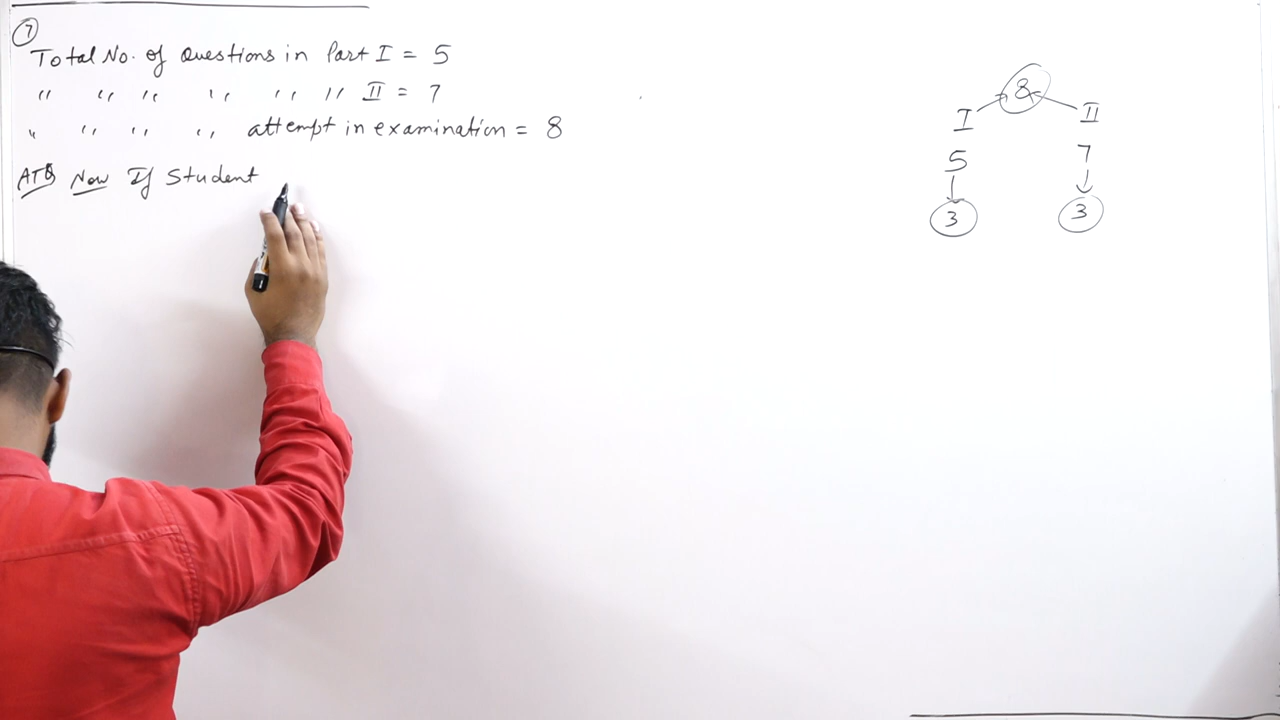 7
Total No. of Questions in Part I = 5
" " " " " " II = 7
" " " " attempt in examination = 8
ATQ Now If Student
8
I II
5 7
3 3